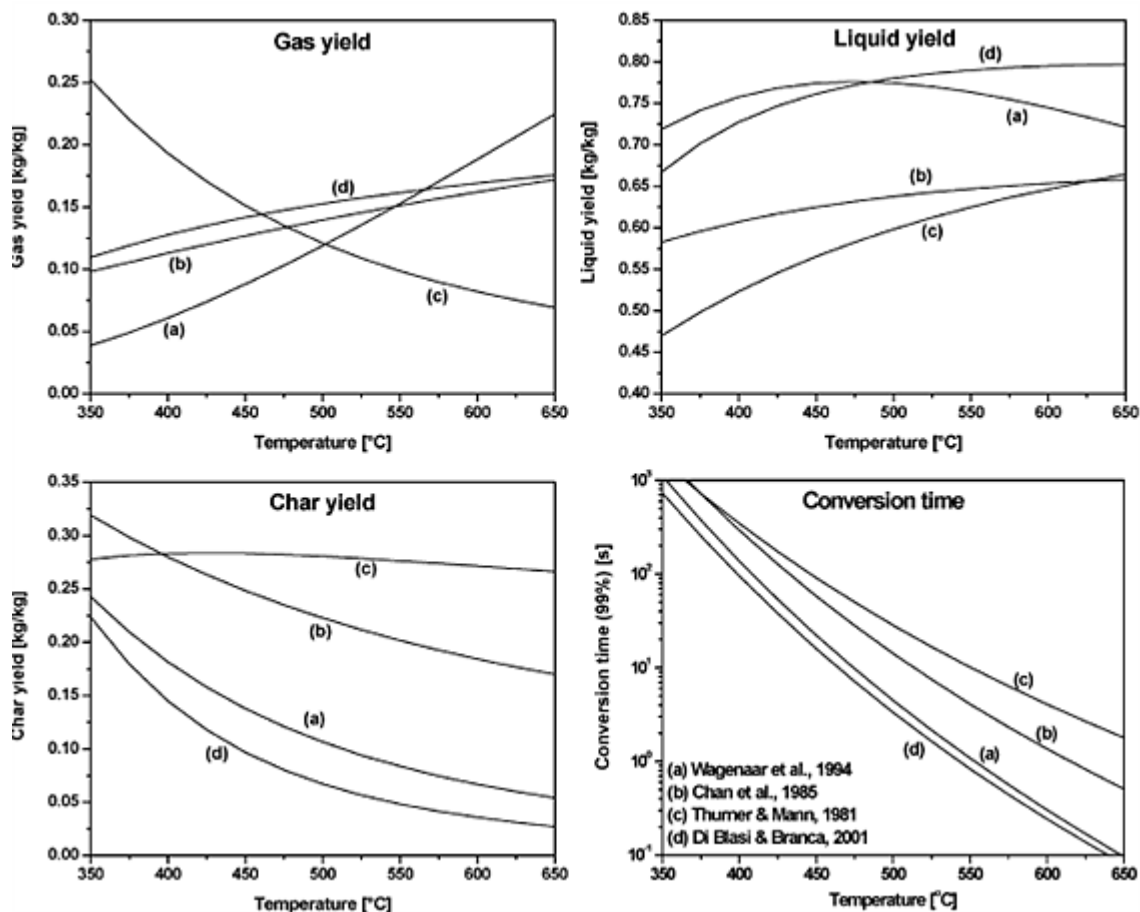 Gas yield
Gas yield [kg/kg]
0.30
0.25
0.20
0.15
0.10
0.05
0.00
(d)
(b)
(a)
(c)
350 400 450 500 550 600 650
Temperature [°C]
Liquid yield
Liquid yield [kg/kg]
0.85
0.80
0.75
0.70
0.65
0.60
0.55
0.50
0.45
0.40
(d)
(a)
(b)
(c)
350 400 450 500 550 600 650
Temperature [°C]
Char yield
Char yield [kg/kg]
0.35
0.30
0.25
0.20
0.15
0.10
0.05
0.00
(c)
(b)
(a)
(d)
350 400 450 500 550 600 650
Temperature [°C]
Conversion time
Conversion time (99%) [s]
10³
10²
10¹
10⁰
10⁻¹
(c)
(b)
(a)
(d)
(a) Wagenaar et al., 1994
(b) Chan et al., 1985
(c) Thurner & Mann, 1981
(d) Di Blasi & Branca, 2001
350 400 450 500 550 600 650
Temperature [°C]